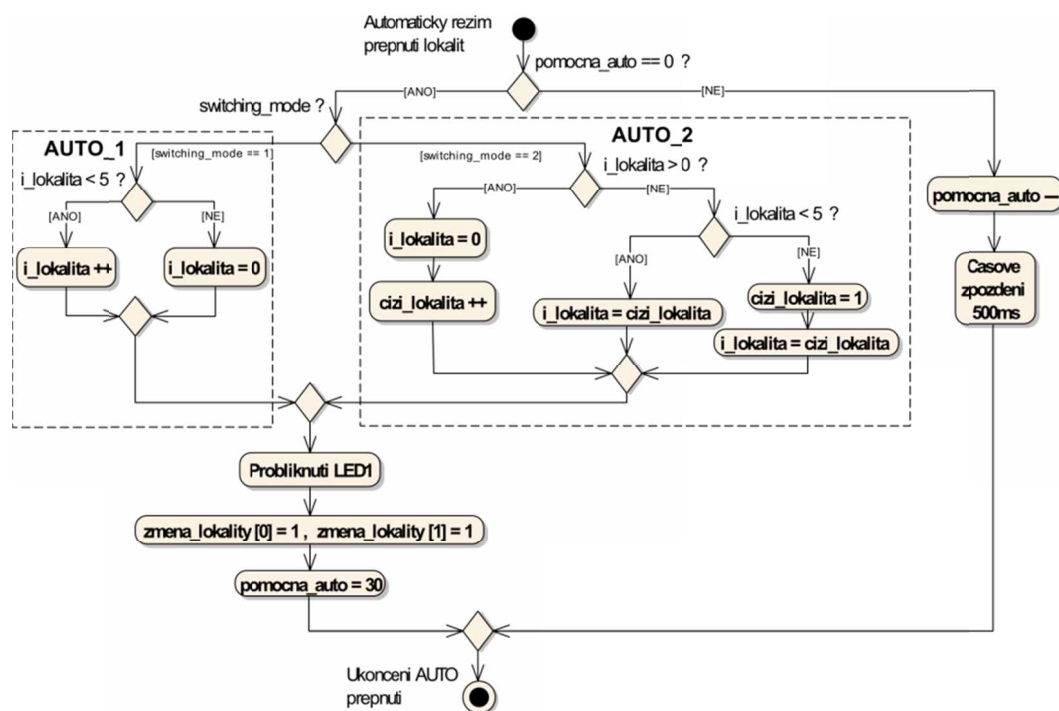 Automaticky rezim
prepnuti lokalit
pomocna_auto == 0 ?
[ANO]
[NE]
switching_mode ?
AUTO_1
[switching_mode == 1]
i_lokalita < 5 ?
[ANO]
[NE]
i_lokalita ++
i_lokalita = 0
AUTO_2
[switching_mode == 2]
i_lokalita > 0 ?
[ANO]
[NE]
i_lokalita = 0
cizi_lokalita ++
i_lokalita < 5 ?
[ANO]
[NE]
i_lokalita = cizi_lokalita
cizi_lokalita = 1
i_lokalita = cizi_lokalita
pomocna_auto —
Casove
zpozdeni
500ms
Probliknuti LED1
zmena_lokality [0] = 1 , zmena_lokality [1] = 1
pomocna_auto = 30
Ukonceni AUTO
prepnuti